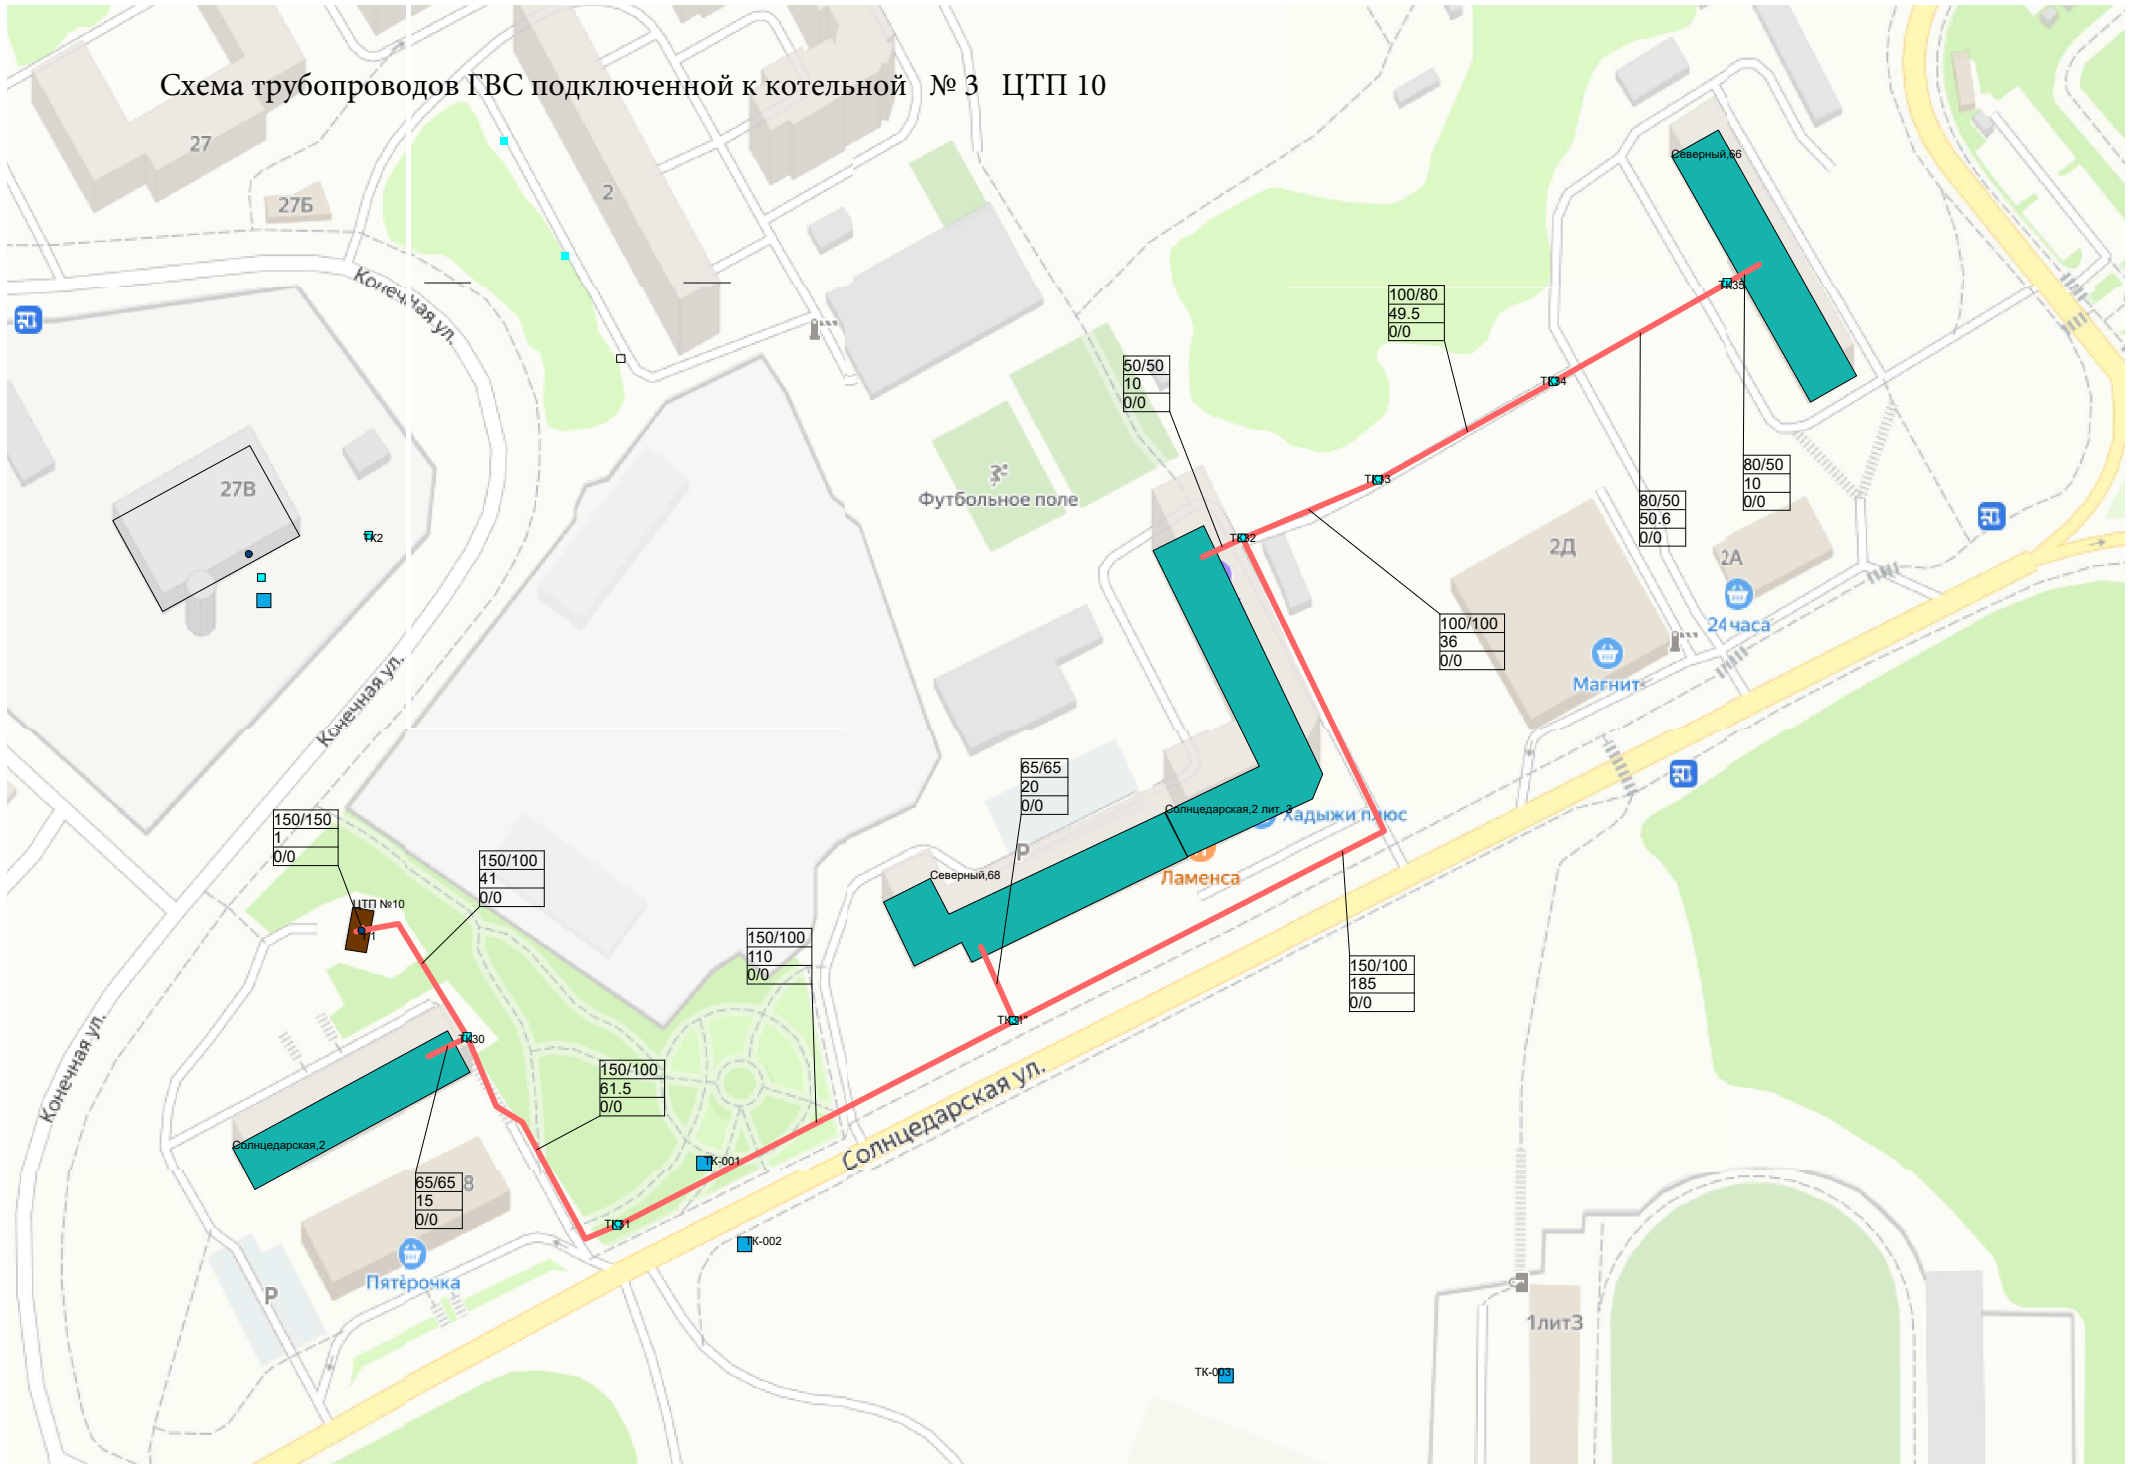 Схема трубопроводов ГВС подключенной к котельной № 3 ЦТП 10
27
27Б
2
Северный,66
Конечная ул.
ТК35
100/80
49.5
0/0
50/50
10
0/0
ТК34
80/50
10
0/0
80/50
50.6
0/0
ТК33
Футбольное поле
27В
ТК2
ТК32
2Д
2А
24 часа
Магнит
100/100
36
0/0
Конечная ул.
65/65
20
0/0
Солнцедарская,2 лит. 3
Хадыжи плюс
Ламенса
Р
Северный,68
150/150
1
0/0
150/100
41
0/0
ЦТП №10
150/100
110
0/0
150/100
185
0/0
ТК31"
ТК30
Конечная ул.
150/100
61.5
0/0
Солнцедарская ул.
Солнцедарская,2
ТК-001
65/65
15
0/0
8
ТК31
ТК-002
Пятёрочка
Р
1лит3
ТК-003